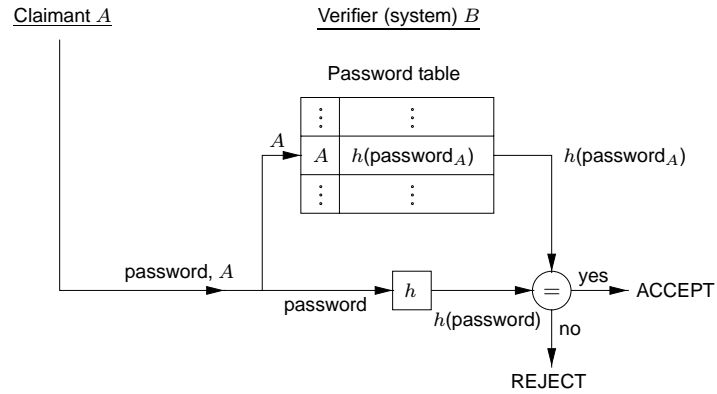 Claimant A
Verifier (system) B
Password table
⋮ ⋮
A
A h(password_A)
h(password_A)
⋮ ⋮
password, A
password
h
h(password)
=
yes
ACCEPT
no
REJECT